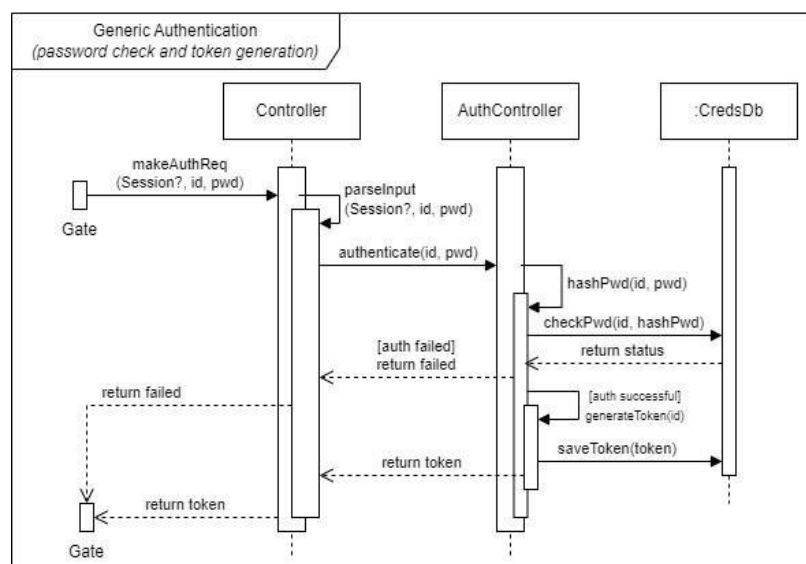 Generic Authentication
(password check and token generation)
Controller
AuthController
:CredsDb
makeAuthReq
(Session?, id, pwd)
Gate
parseInput
(Session?, id, pwd)
authenticate(id, pwd)
hashPwd(id, pwd)
checkPwd(id, hashPwd)
return status
[auth failed]
return failed
return failed
[auth successful]
generateToken(id)
saveToken(token)
return token
return token
Gate